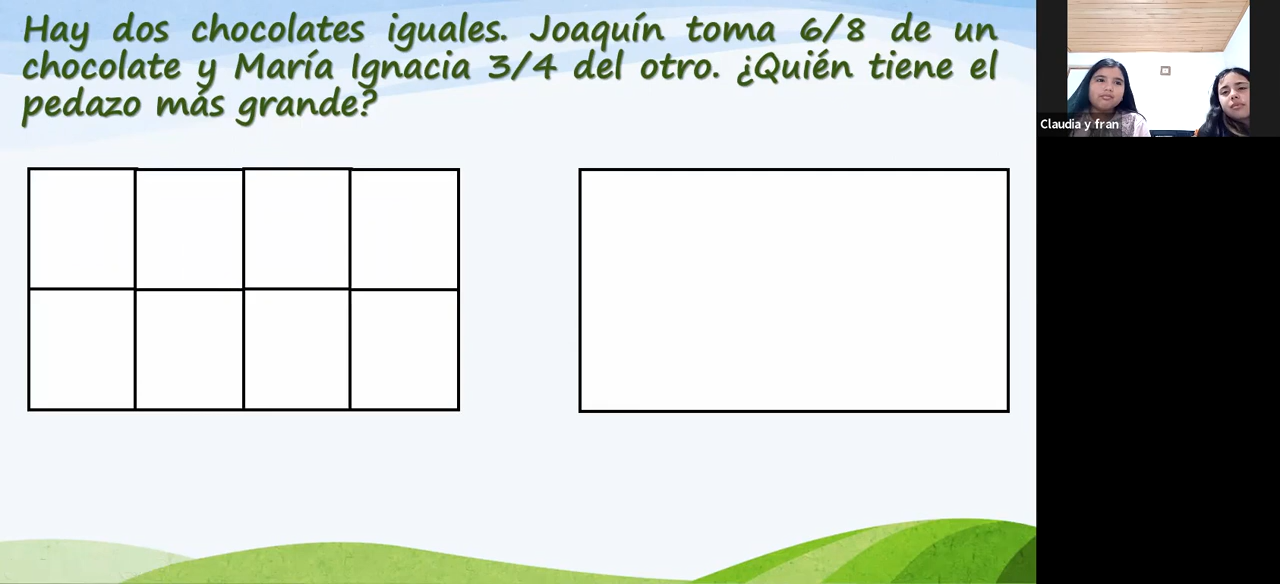 Hay dos chocolates iguales. Joaquín toma 6/8 de un
chocolate y María Ignacia 3/4 del otro. ¿Quién tiene el
pedazo más grande?
Claudia y fran